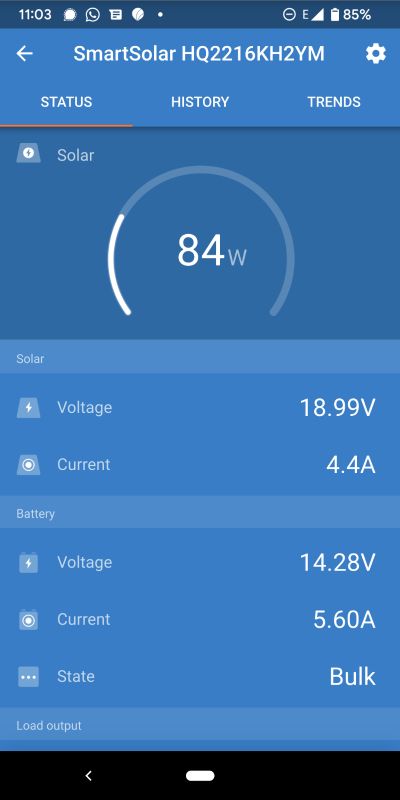 11:03 E 85%
SmartSolar HQ2216KH2YM
STATUS HISTORY TRENDS
Solar
84W
Solar
Voltage 18.99V
Current 4.4A
Battery
Voltage 14.28V
Current 5.60A
State Bulk
Load output